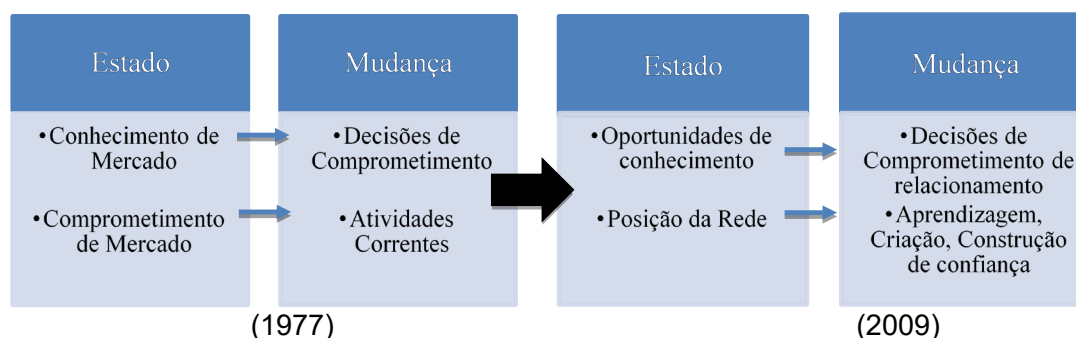 Estado
•Conhecimento de
Mercado
•Comprometimento
de Mercado
Mudança
•Decisões de
Comprometimento
•Atividades
Correntes
(1977)
Estado
•Oportunidades de
conhecimento
•Posição da Rede
Mudança
•Decisões de
Comprometimento de
relacionamento
•Aprendizagem,
Criação, Construção
de confiança
(2009)